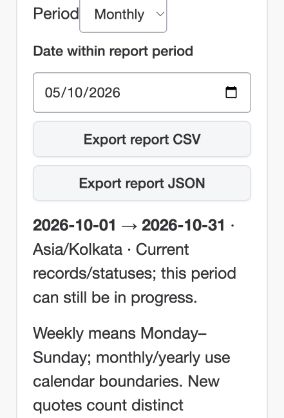 Period Monthly
Date within report period
05/10/2026
Export report CSV
Export report JSON
2026-10-01 → 2026-10-31 ·
Asia/Kolkata · Current
records/statuses; this period
can still be in progress.
Weekly means Monday–
Sunday; monthly/yearly use
calendar boundaries. New
quotes count distinct